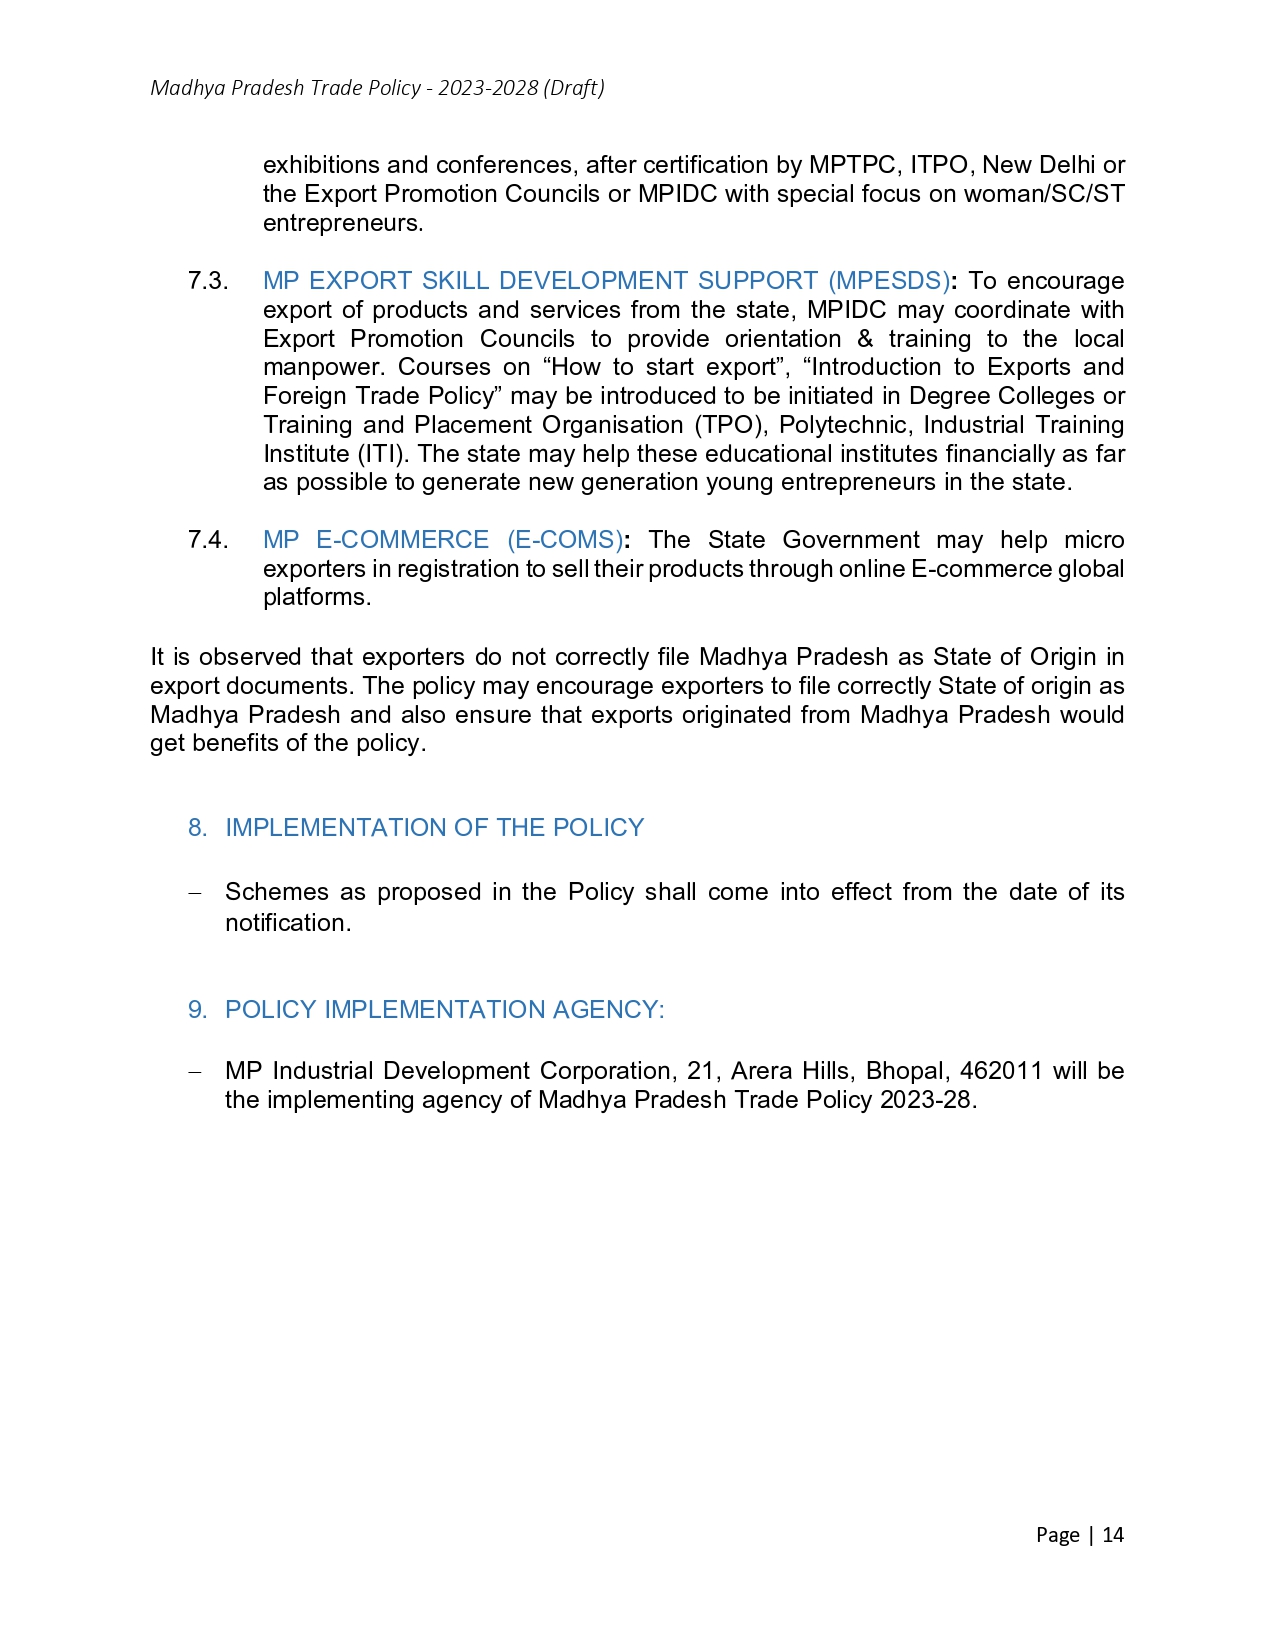 Madhya Pradesh Trade Policy - 2023-2028 (Draft)
exhibitions and conferences, after certification by MPTPC, ITPO, New Delhi or
the Export Promotion Councils or MPIDC with special focus on woman/SC/ST
entrepreneurs.
7.3. MP EXPORT SKILL DEVELOPMENT SUPPORT (MPESDS): To encourage
export of products and services from the state, MPIDC may coordinate with
Export Promotion Councils to provide orientation & training to the local
manpower. Courses on “How to start export”, “Introduction to Exports and
Foreign Trade Policy” may be introduced to be initiated in Degree Colleges or
Training and Placement Organisation (TPO), Polytechnic, Industrial Training
Institute (ITI). The state may help these educational institutes financially as far
as possible to generate new generation young entrepreneurs in the state.
7.4. MP E-COMMERCE (E-COMS): The State Government may help micro
exporters in registration to sell their products through online E-commerce global
platforms.
It is observed that exporters do not correctly file Madhya Pradesh as State of Origin in
export documents. The policy may encourage exporters to file correctly State of origin as
Madhya Pradesh and also ensure that exports originated from Madhya Pradesh would
get benefits of the policy.
8. IMPLEMENTATION OF THE POLICY
– Schemes as proposed in the Policy shall come into effect from the date of its
notification.
9. POLICY IMPLEMENTATION AGENCY:
– MP Industrial Development Corporation, 21, Arera Hills, Bhopal, 462011 will be
the implementing agency of Madhya Pradesh Trade Policy 2023-28.
Page | 14